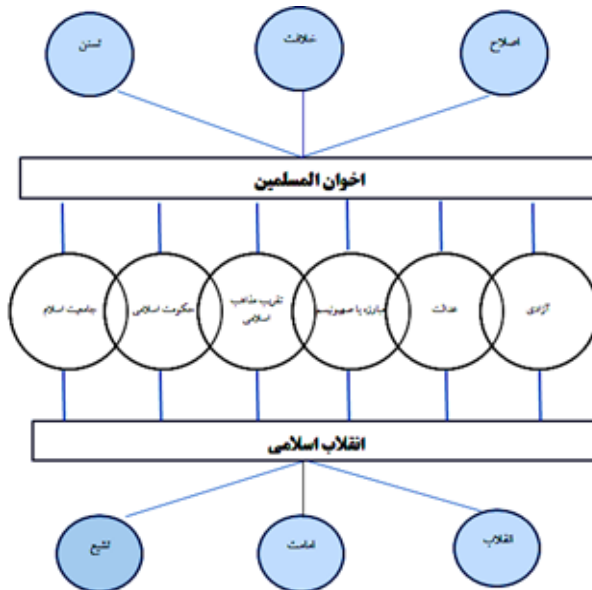 اصلاح
خلافت
تسنن
اخوان المسلمین
آزادی
عدالت
مبارزه با صهیونیسم
تقریب مذاهب
اسلامی
حکومت اسلامی
جامعیت اسلام
انقلاب اسلامی
انقلاب
امامت
تشیع